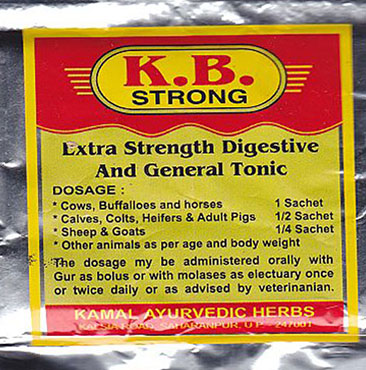 K.B.
STRONG
Extra Strength Digestive
And General Tonic
DOSAGE :
* Cows, Buffalloes and horses 1 Sachet
* Calves, Colts, Heifers & Adult Pigs 1/2 Sachet
* Sheep & Goats 1/4 Sachet
* Other animals as per age and body weight
The dosage my be administered orally with
Gur as bolus or with molases as electuary once
or twice daily or as advised by veterinanian.
KAMAL AYURVEDIC HERBS
KALSIA ROAD, SAHARANPUR, U.P. - 247001